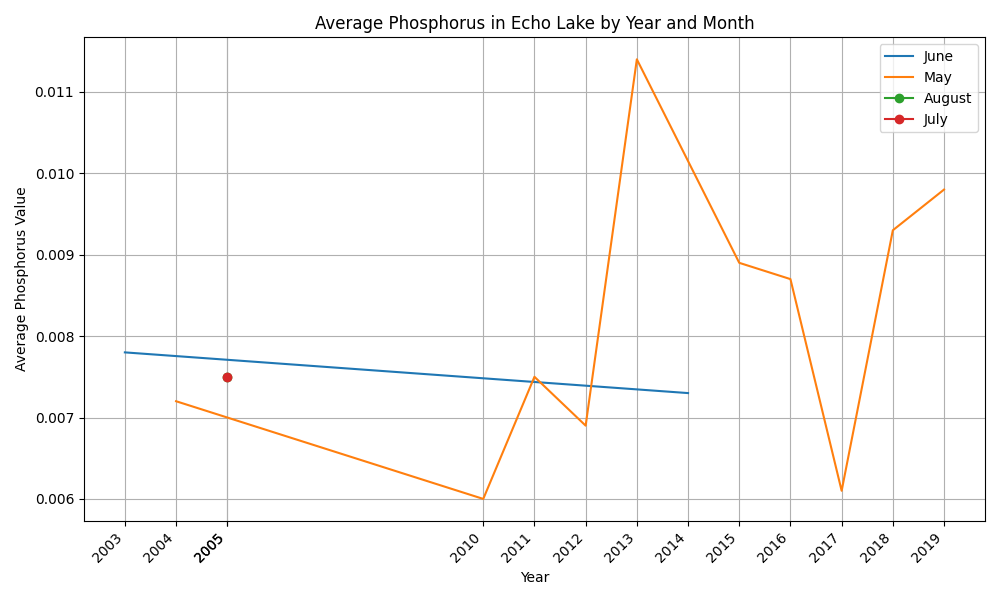 Average Phosphorus in Echo Lake by Year and Month
June
May
August
July
0.011
0.010
0.009
0.008
0.007
0.006
Average Phosphorus Value
2003
2004
2005
2005
2010
2011
2012
2013
2014
2015
2016
2017
2018
2019
Year